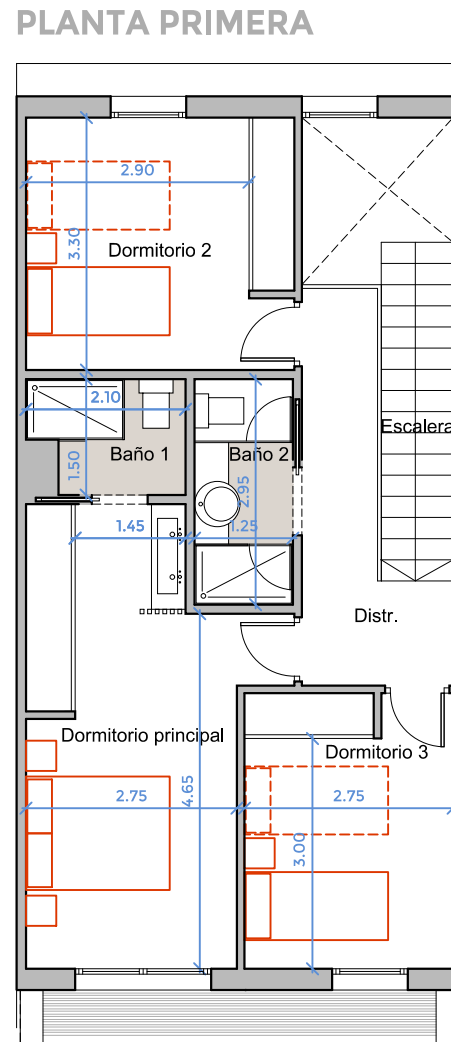 PLANTA PRIMERA
2.90
3.30
Dormitorio 2
2.10
Escalera
Baño 1
Baño 2
1.50
2.95
1.45
1.25
Distr.
Dormitorio principal
Dormitorio 3
2.75
4.65
2.75
3.00